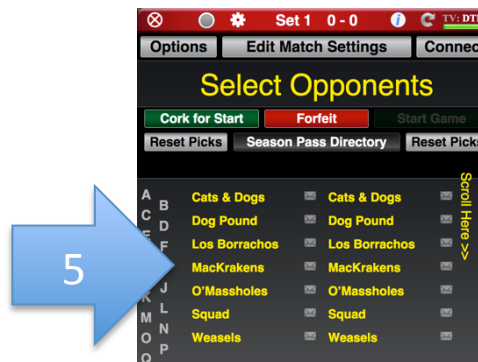 Set 1 0 - 0 i TV: DTI
Options Edit Match Settings Connec
Select Opponents
Cork for Start Forfeit Start Game
Reset Picks Season Pass Directory Reset Picks
Scroll Here >>
A B C D F J L M N O P Q
Cats & Dogs Cats & Dogs
Dog Pound Dog Pound
Los Borrachos Los Borrachos
MacKrakens MacKrakens
O'Massholes O'Massholes
Squad Squad
Weasels Weasels
5